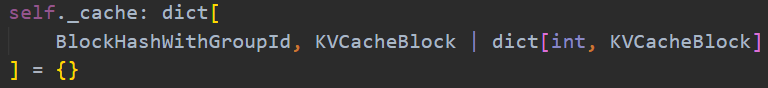 self._cache: dict[
    BlockHashWithGroupId, KVCacheBlock | dict[int, KVCacheBlock]
] = {}